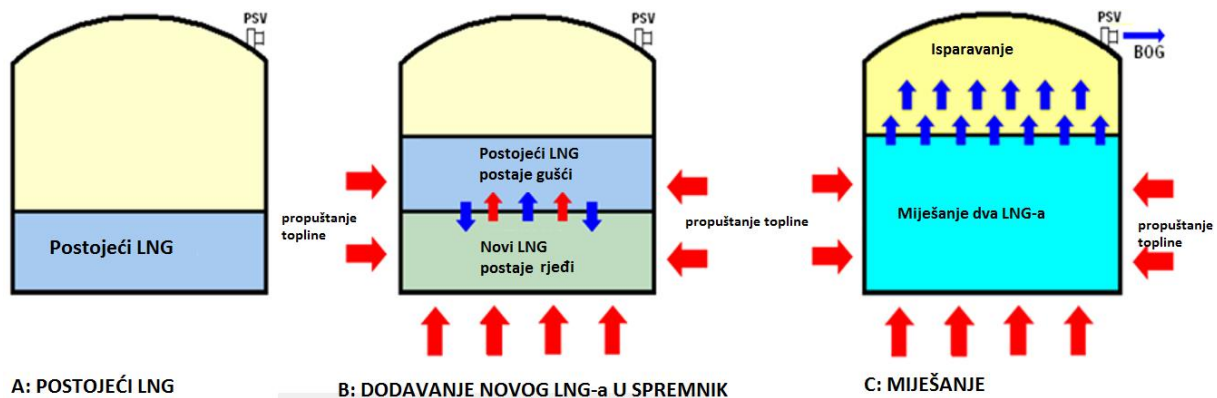 PSV
Postojeći LNG
A: POSTOJEĆI LNG
PSV
Postojeći LNG
postaje gušći
Novi LNG
postaje rjeđi
propuštanje
topline
propuštanje
topline
B: DODAVANJE NOVOG LNG-a U SPREMNIK
PSV
BOG
Isparavanje
Miješanje dva LNG-a
propuštanje
topline
C: MIJEŠANJE